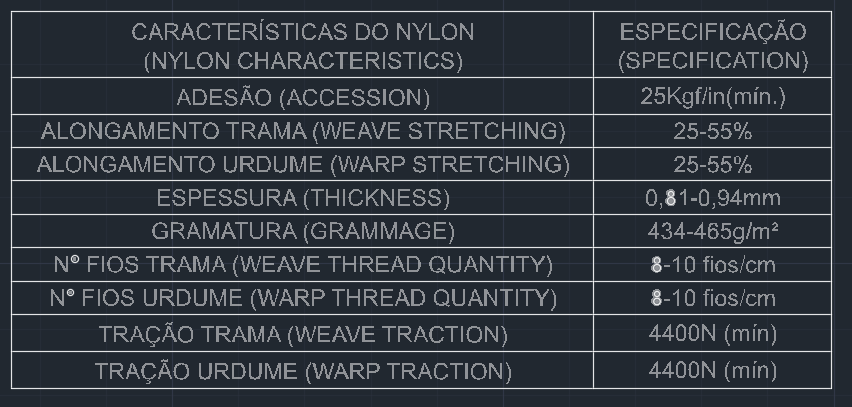 CARACTERÍSTICAS DO NYLON ESPECIFICAÇÃO
(NYLON CHARACTERISTICS) (SPECIFICATION)
ADESÃO (ACCESSION) 25Kgf/in(mín.)
ALONGAMENTO TRAMA (WEAVE STRETCHING) 25-55%
ALONGAMENTO URDUME (WARP STRETCHING) 25-55%
ESPESSURA (THICKNESS) 0,81-0,94mm
GRAMATURA (GRAMMAGE) 434-465g/m²
Nº FIOS TRAMA (WEAVE THREAD QUANTITY) 8-10 fios/cm
Nº FIOS URDUME (WARP THREAD QUANTITY) 8-10 fios/cm
TRAÇÃO TRAMA (WEAVE TRACTION) 4400N (mín)
TRAÇÃO URDUME (WARP TRACTION) 4400N (mín)